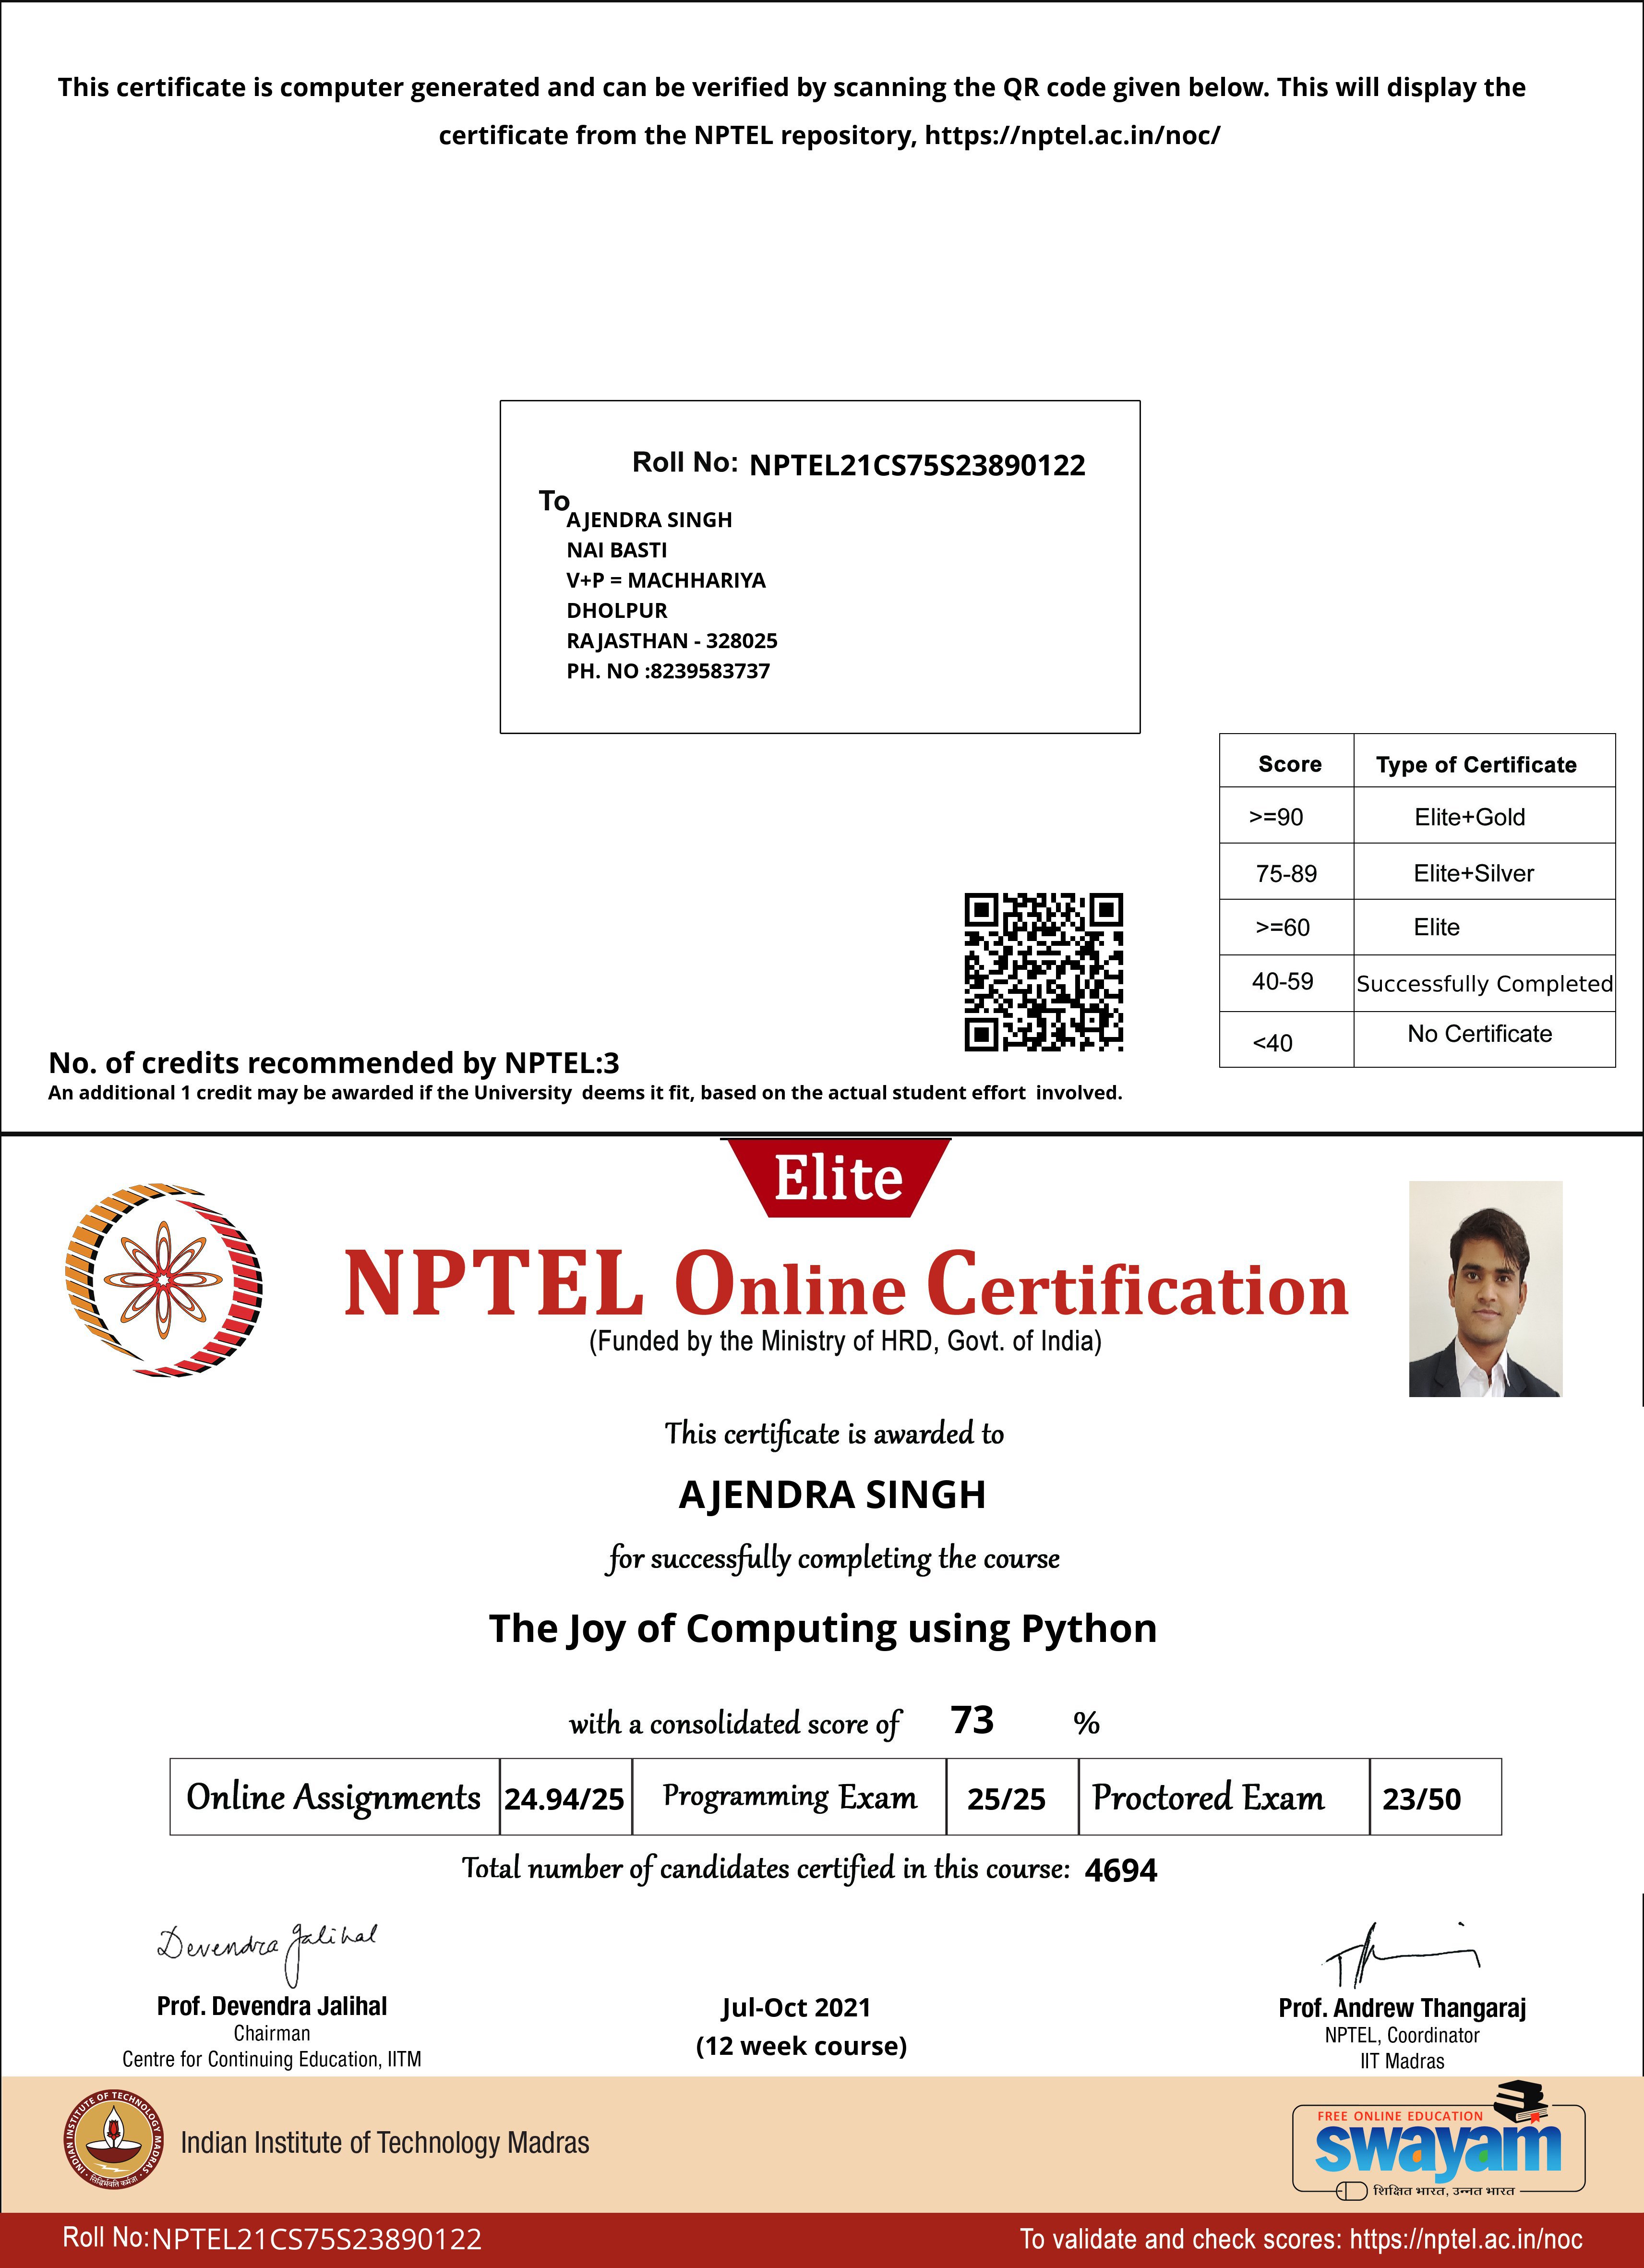 This certificate is computer generated and can be verified by scanning the QR code given below. This will display the
certificate from the NPTEL repository, https://nptel.ac.in/noc/
Roll No: NPTEL21CS75S23890122
To
AJENDRA SINGH
NAI BASTI
V+P = MACHHARIYA
DHOLPUR
RAJASTHAN - 328025
PH. NO :8239583737
Score Type of Certificate
>=90 Elite+Gold
75-89 Elite+Silver
>=60 Elite
40-59 Successfully Completed
<40 No Certificate
No. of credits recommended by NPTEL:3
An additional 1 credit may be awarded if the University deems it fit, based on the actual student effort involved.
Elite
NPTEL Online Certification
(Funded by the Ministry of HRD, Govt. of India)
This certificate is awarded to
AJENDRA SINGH
for successfully completing the course
The Joy of Computing using Python
with a consolidated score of 73 %
Online Assignments 24.94/25 Programming Exam 25/25 Proctored Exam 23/50
Total number of candidates certified in this course: 4694
Devendra Jalihal
Prof. Devendra Jalihal
Chairman
Centre for Continuing Education, IITM
Jul-Oct 2021
(12 week course)
Prof. Andrew Thangaraj
NPTEL, Coordinator
IIT Madras
INDIAN INSTITUTE OF TECHNOLOGY MADRAS
सिद्धिर्भवति कर्मजा
Indian Institute of Technology Madras
FREE ONLINE EDUCATION
swayam
शिक्षित भारत, उन्नत भारत
Roll No:NPTEL21CS75S23890122
To validate and check scores: https://nptel.ac.in/noc